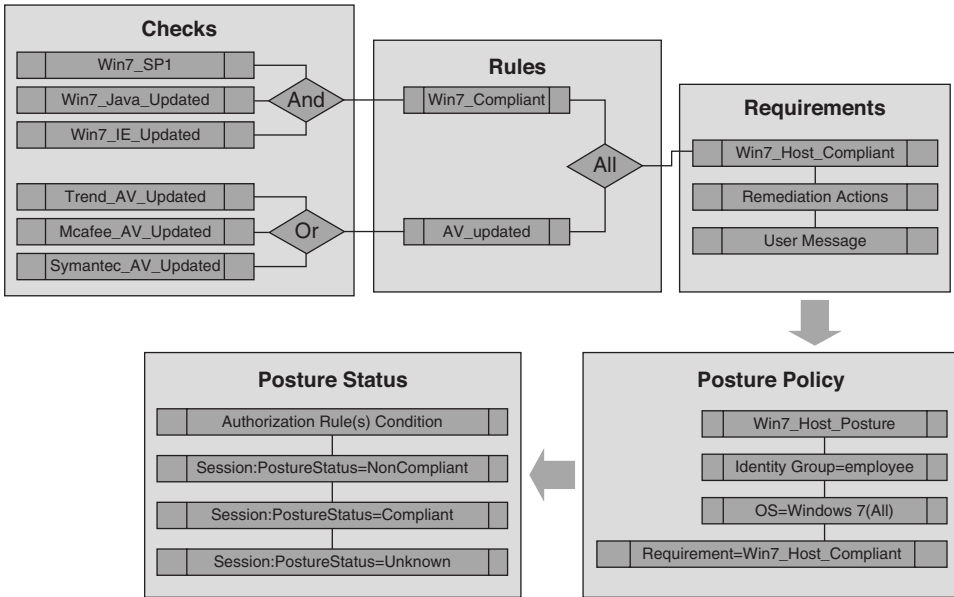 Checks
Win7_SP1
Win7_Java_Updated
Win7_IE_Updated
And
Trend_AV_Updated
Mcafee_AV_Updated
Symantec_AV_Updated
Or
Rules
Win7_Compliant
AV_updated
All
Requirements
Win7_Host_Compliant
Remediation Actions
User Message
Posture Policy
Win7_Host_Posture
Identity Group=employee
OS=Windows 7(All)
Requirement=Win7_Host_Compliant
Posture Status
Authorization Rule(s) Condition
Session:PostureStatus=NonCompliant
Session:PostureStatus=Compliant
Session:PostureStatus=Unknown